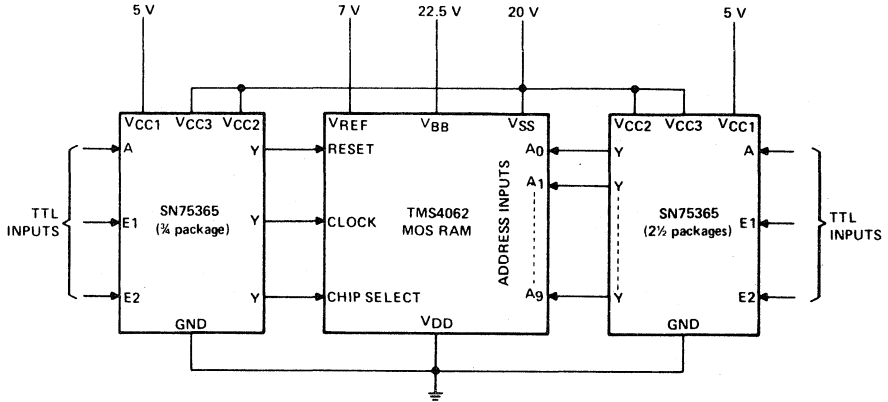 5 V 7 V 22.5 V 20 V 5 V
VCC1 VCC3 VCC2 VREF VBB VSS VCC2 VCC3 VCC1
A Y RESET A0 Y A
A1 Y
TTL INPUTS
E1
SN75365
(¾ package)
Y CLOCK
TMS4062
MOS RAM
ADDRESS INPUTS
SN75365
(2½ packages)
E1
TTL
INPUTS
E2 Y CHIP SELECT A9 Y E2
GND VDD GND